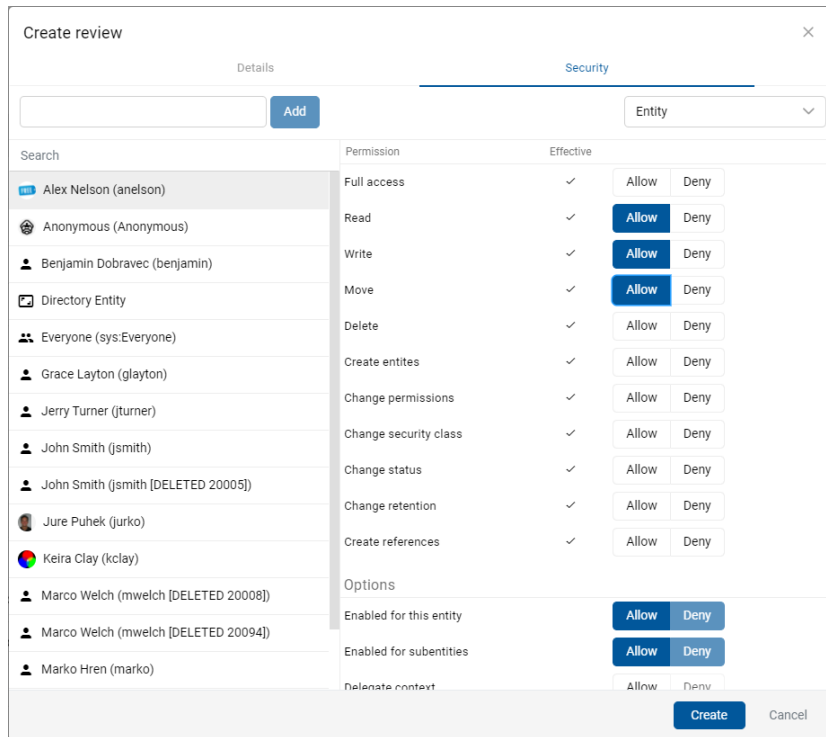 Create review
Details
Security
Add
Entity
Search
Alex Nelson (anelson)
Anonymous (Anonymous)
Benjamin Dobravec (benjamin)
Directory Entity
Everyone (sys:Everyone)
Grace Layton (glayton)
Jerry Turner (jturner)
John Smith (jsmith)
John Smith (jsmith [DELETED 20005])
Jure Puhek (jurko)
Keira Clay (kclay)
Marco Welch (mwelch [DELETED 20008])
Marco Welch (mwelch [DELETED 20094])
Marko Hren (marko)
Permission Effective
Full access Allow Deny
Read Allow Deny
Write Allow Deny
Move Allow Deny
Delete Allow Deny
Create entites Allow Deny
Change permissions Allow Deny
Change security class Allow Deny
Change status Allow Deny
Change retention Allow Deny
Create references Allow Deny
Options
Enabled for this entity Allow Deny
Enabled for subentities Allow Deny
Delegate context Allow Deny
Create Cancel